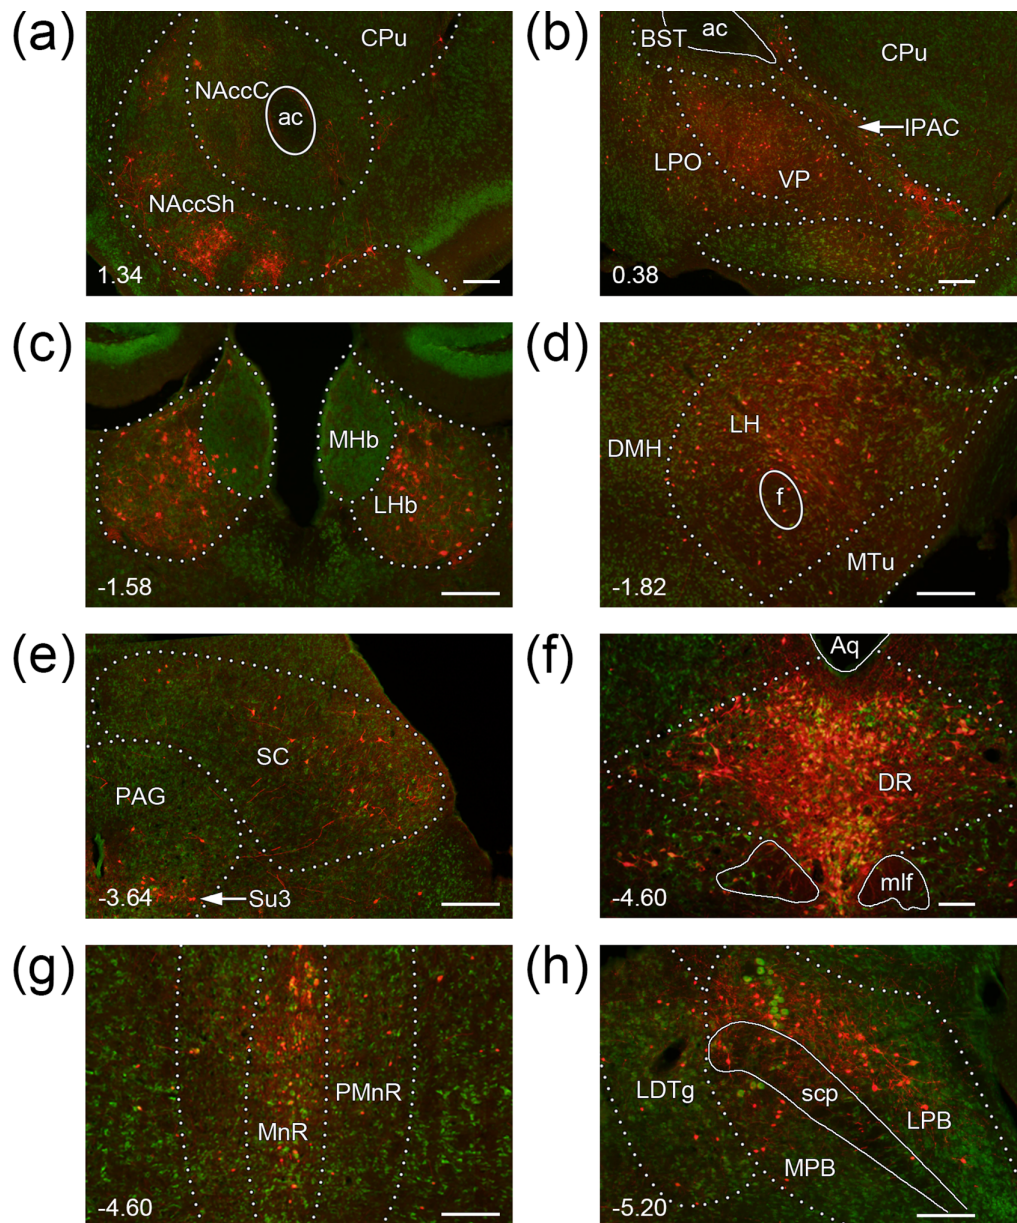 (a)
CPu
NAccC
ac
NAccSh
1.34
(b)
BST
ac
CPu
IPAC
LPO
VP
0.38
(c)
MHb
LHb
-1.58
(d)
LH
DMH
f
MTu
-1.82
(e)
SC
PAG
-3.64
Su3
(f)
Aq
DR
mlf
-4.60
(g)
PMnR
MnR
-4.60
(h)
LDTg
scp
LPB
MPB
-5.20